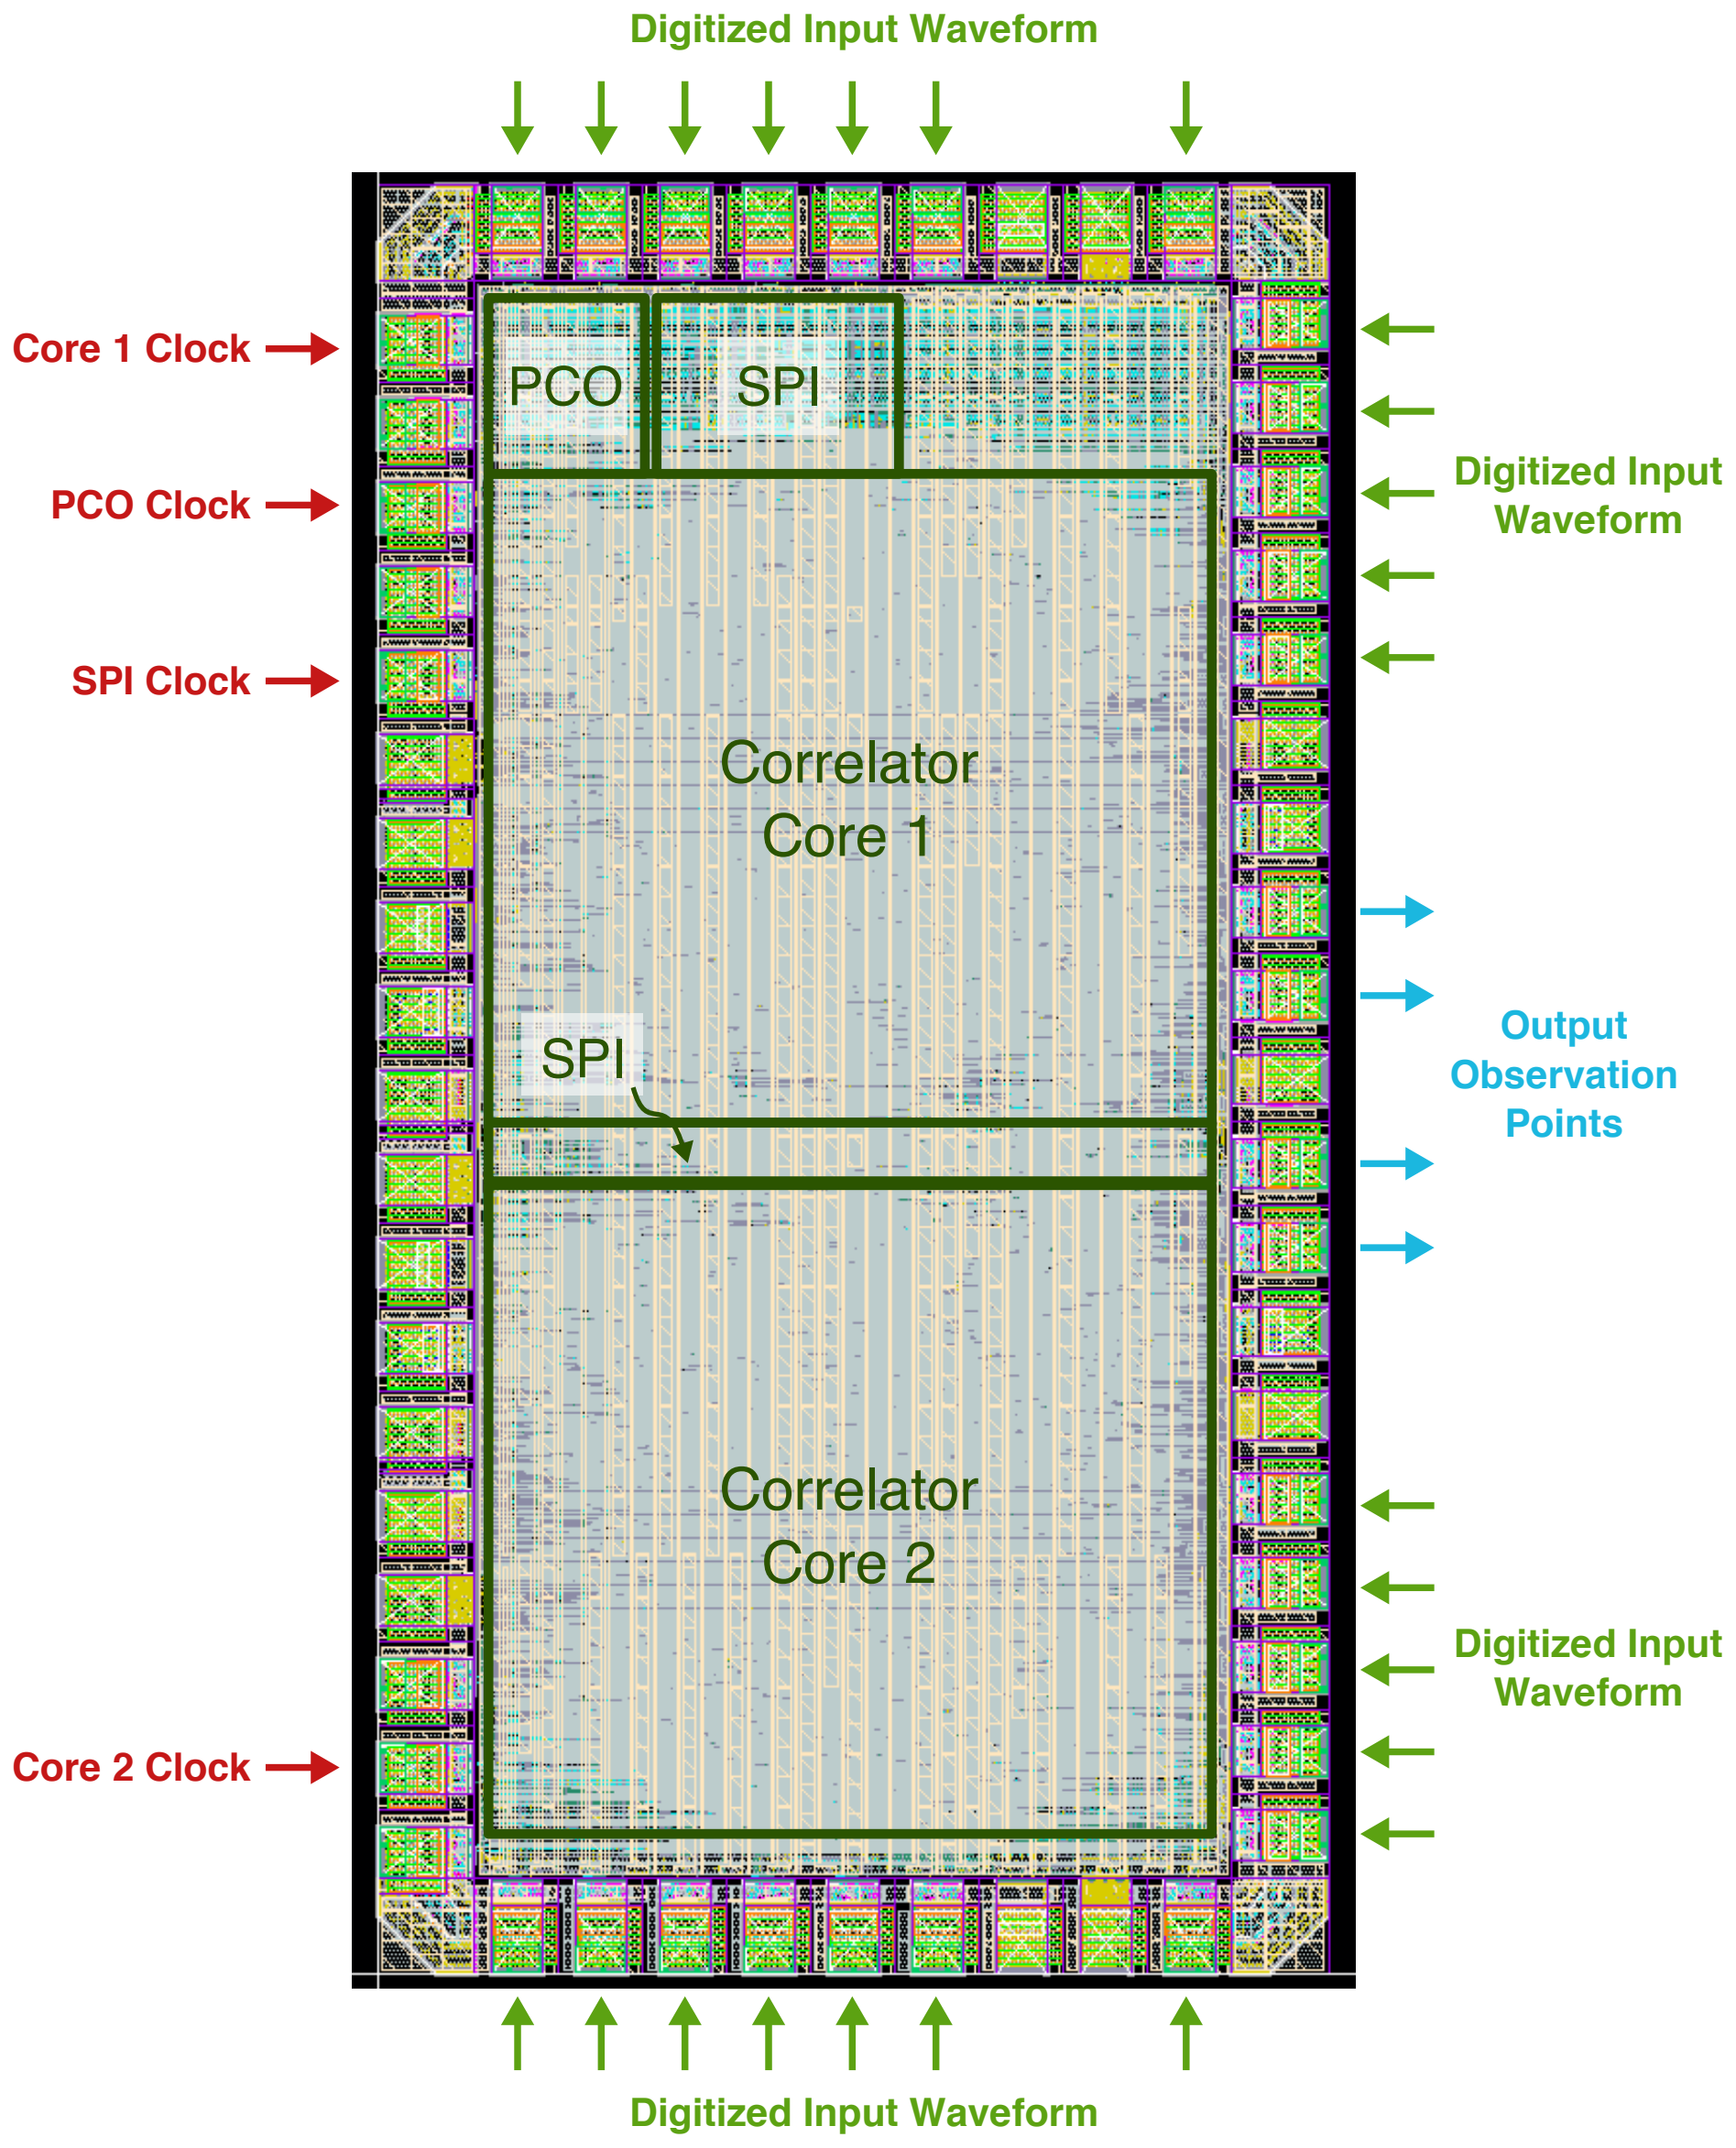 Digitized Input Waveform
Core 1 Clock
PCO
SPI
PCO Clock
Digitized Input
Waveform
SPI Clock
Correlator
Core 1
SPI
Output
Observation
Points
Correlator
Core 2
Digitized Input
Waveform
Core 2 Clock
Digitized Input Waveform